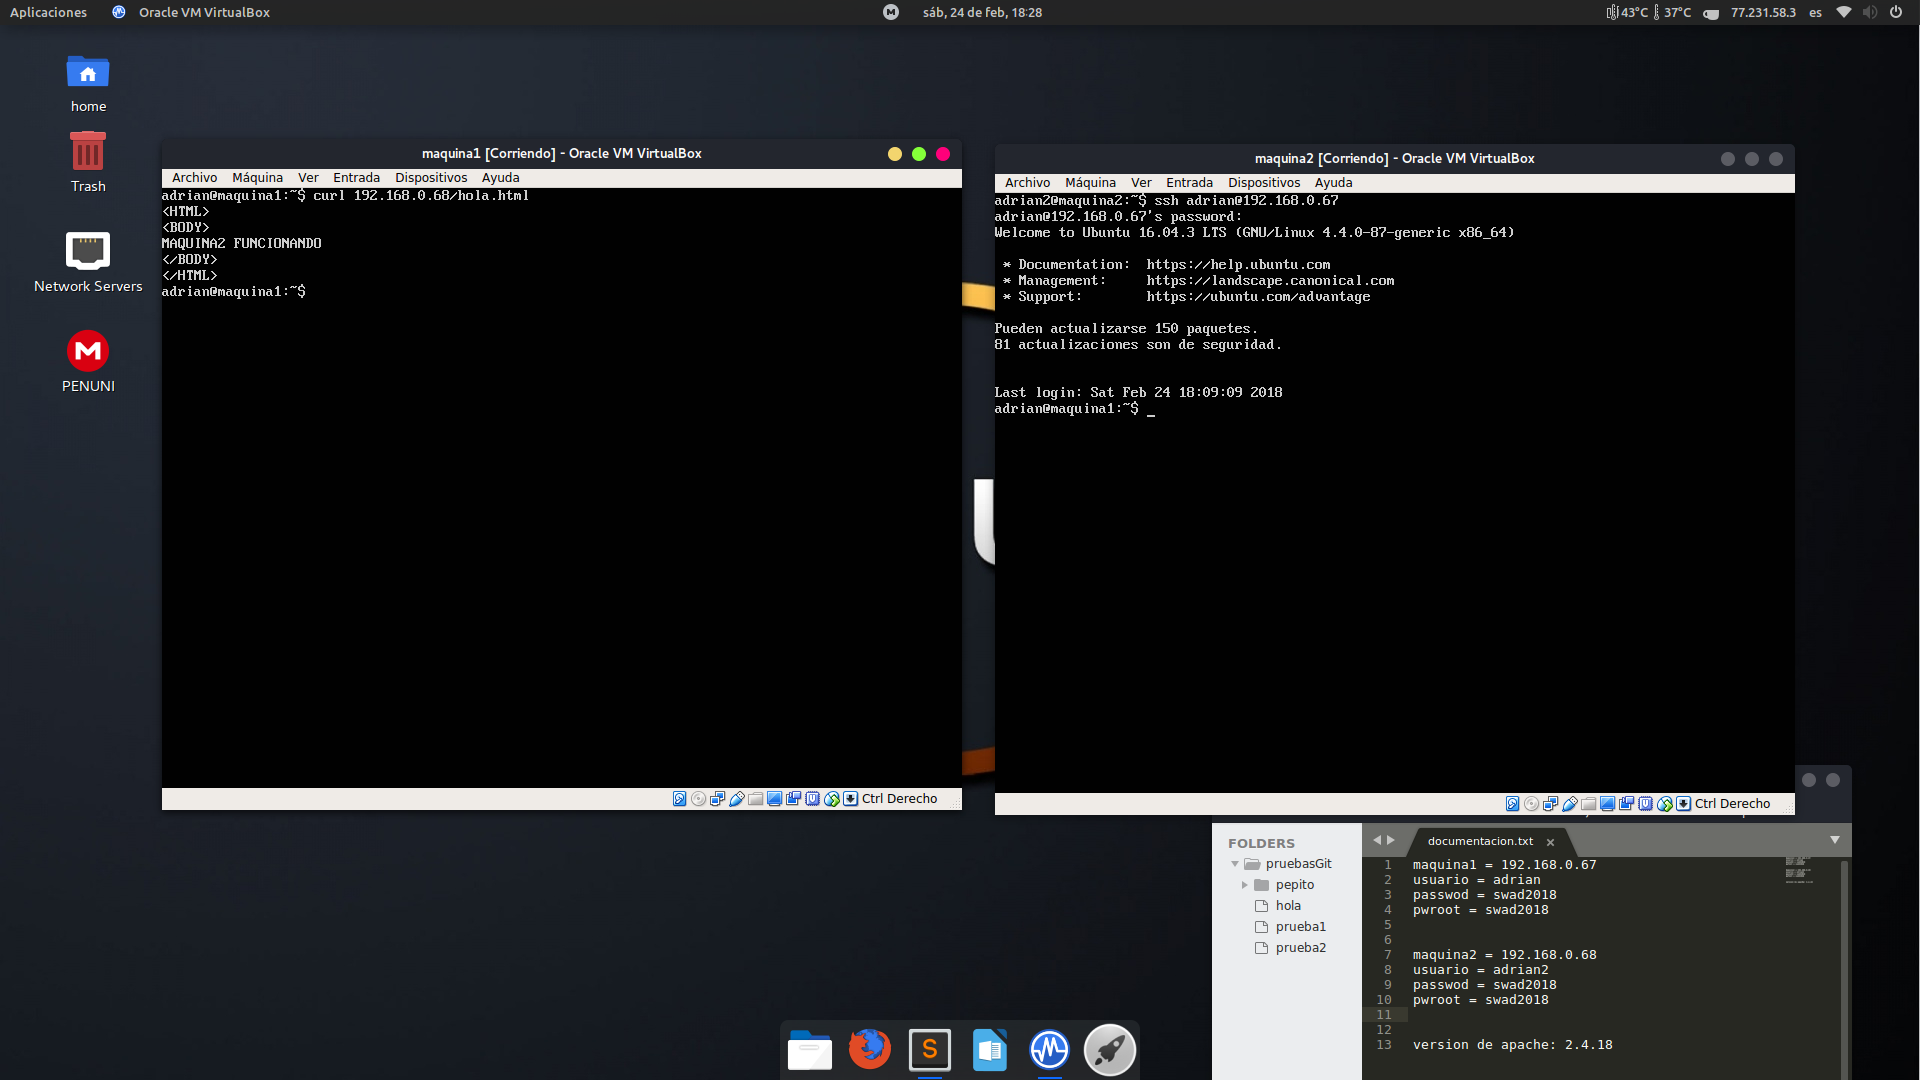 Aplicaciones Oracle VM VirtualBox sáb, 24 de feb, 18:28 43°C 37°C 77.231.58.3 es
home
Trash
Network Servers
PENUNI
maquina1 [Corriendo] - Oracle VM VirtualBox
Archivo Máquina Ver Entrada Dispositivos Ayuda
adrian@maquina1:~$ curl 192.168.0.68/hola.html
<HTML>
<BODY>
MAQUINA2 FUNCIONANDO
</BODY>
</HTML>
adrian@maquina1:~$
Ctrl Derecho
maquina2 [Corriendo] - Oracle VM VirtualBox
Archivo Máquina Ver Entrada Dispositivos Ayuda
adrian2@maquina2:~$ ssh adrian@192.168.0.67
adrian@192.168.0.67's password:
Welcome to Ubuntu 16.04.3 LTS (GNU/Linux 4.4.0-87-generic x86_64)
* Documentation: https://help.ubuntu.com
* Management: https://landscape.canonical.com
* Support: https://ubuntu.com/advantage
Pueden actualizarse 150 paquetes.
81 actualizaciones son de seguridad.
Last login: Sat Feb 24 18:09:09 2018
adrian@maquina1:~$ _
Ctrl Derecho
FOLDERS
pruebasGit
pepito
hola
prueba1
prueba2
documentacion.txt
1 maquina1 = 192.168.0.67
2 usuario = adrian
3 passwod = swad2018
4 pwroot = swad2018
5
6
7 maquina2 = 192.168.0.68
8 usuario = adrian2
9 passwod = swad2018
10 pwroot = swad2018
11
12
13 version de apache: 2.4.18
S